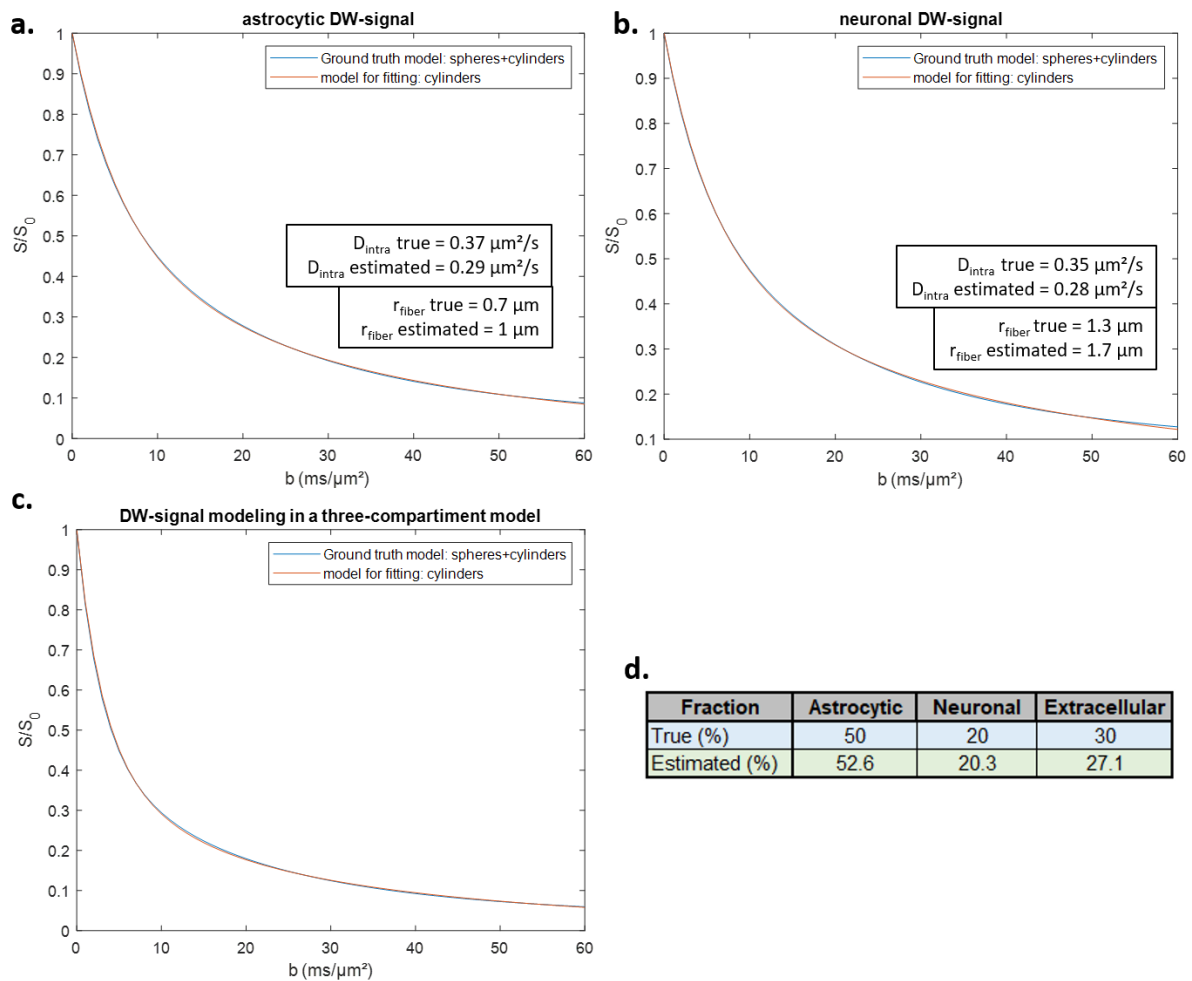 a.
astrocytic DW-signal
Ground truth model: spheres+cylinders
model for fitting: cylinders
1
0.9
0.8
0.7
0.6
0.5
0.4
0.3
0.2
0.1
0
S/S₀
D_intra true = 0.37 µm²/s
D_intra estimated = 0.29 µm²/s
r_fiber true = 0.7 µm
r_fiber estimated = 1 µm
0 10 20 30 40 50 60
b (ms/µm²)
b.
neuronal DW-signal
Ground truth model: spheres+cylinders
model for fitting: cylinders
1
0.9
0.8
0.7
0.6
0.5
0.4
0.3
0.2
0.1
S/S₀
D_intra true = 0.35 µm²/s
D_intra estimated = 0.28 µm²/s
r_fiber true = 1.3 µm
r_fiber estimated = 1.7 µm
0 10 20 30 40 50 60
b (ms/µm²)
c.
DW-signal modeling in a three-compartiment model
Ground truth model: spheres+cylinders
model for fitting: cylinders
1
0.9
0.8
0.7
0.6
0.5
0.4
0.3
0.2
0.1
0
S/S₀
0 10 20 30 40 50 60
b (ms/µm²)
d.
Fraction Astrocytic Neuronal Extracellular
True (%) 50 20 30
Estimated (%) 52.6 20.3 27.1